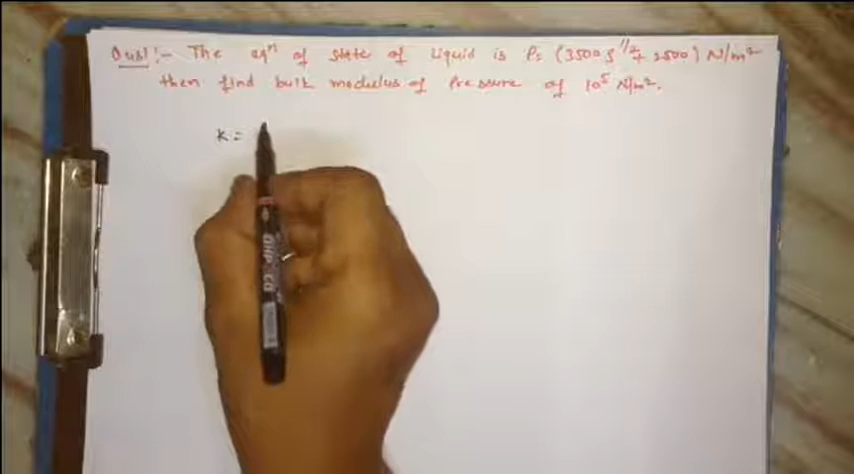 Ques!:- The eqⁿ of state of liquid is P= (3500 ρ^1/2 + 2500) N/m²
then find bulk modulus of Pressure of 10⁵ N/m².
K =
OHP